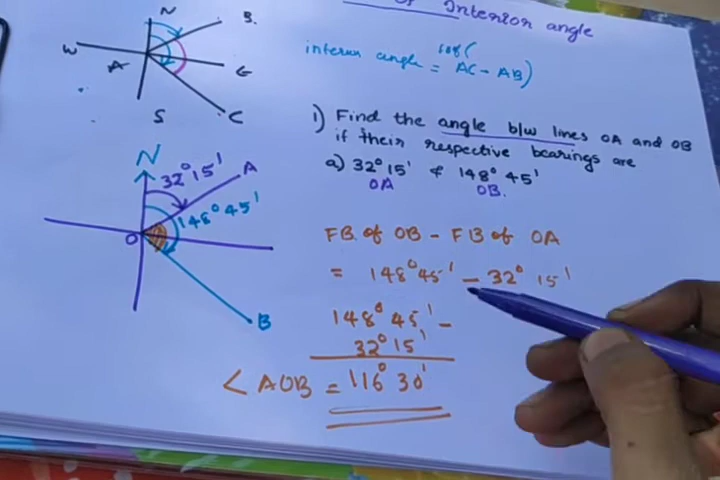 Interior angle
interior angle = (AC - AB)
N
B.
W
A
E
S
C
1) Find the angle b/w lines OA and OB
if their respective bearings are
a) 32° 15' & 148° 45'
OA OB.
N
32° 15'
A
148° 45'
O
B
FB of OB - FB of OA
= 148° 45' - 32° 15'
148° 45' -
32° 15'
< AOB = 116° 30'